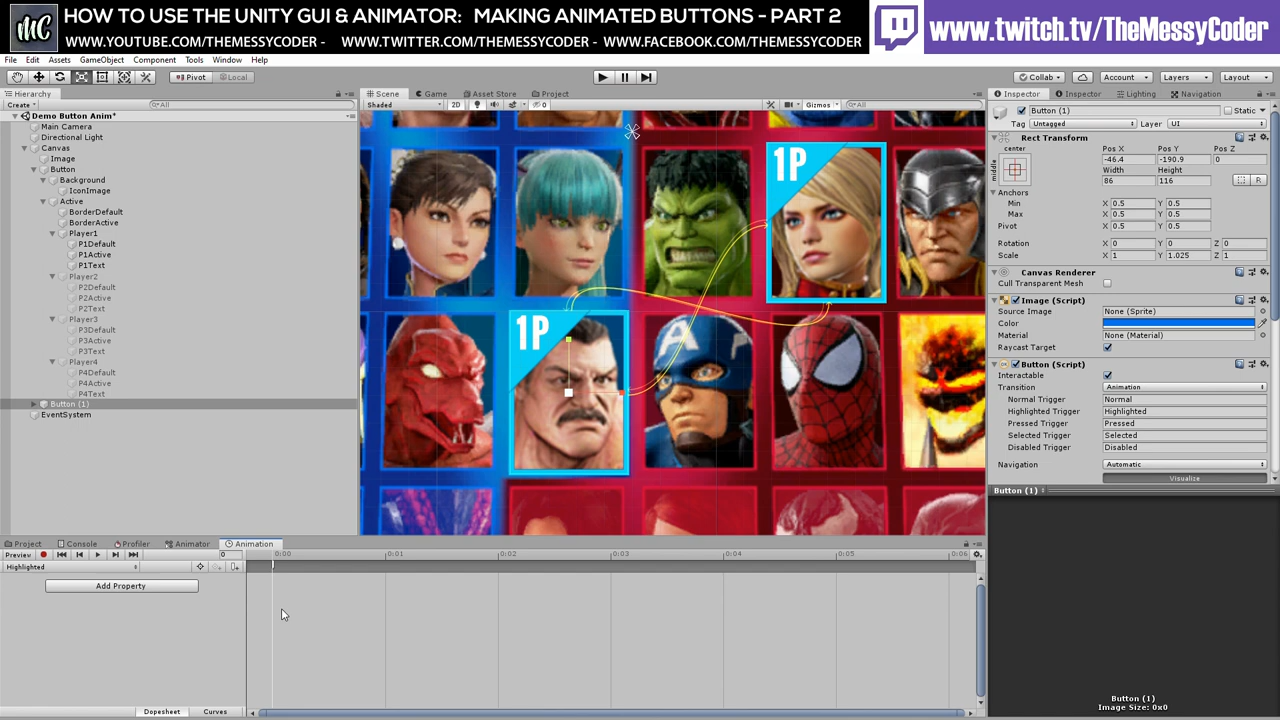 MC
HOW TO USE THE UNITY GUI & ANIMATOR: MAKING ANIMATED BUTTONS - PART 2
WWW.YOUTUBE.COM/THEMESSYCODER - WWW.TWITTER.COM/THEMESSYCODER - WWW.FACEBOOK.COM/THEMESSYCODER
www.twitch.tv/TheMessyCoder
File Edit Assets GameObject Component Tools Window Help
Pivot Local
Collab Account Layers Layout
Hierarchy
Create All
Demo Button Anim*
Main Camera
Directional Light
Canvas
Image
Button
Background
IconImage
Active
BorderDefault
BorderActive
Player1
P1Default
P1Active
P1Text
Player2
P2Default
P2Active
P2Text
Player3
P3Default
P3Active
P3Text
Player4
P4Default
P4Active
P4Text
Button (1)
EventSystem
Scene Game Asset Store Project
Shaded 2D 0 Gizmos All
1P
1P
A
Inspector Inspector Lighting Navigation
Button (1) Static
Tag Untagged Layer UI
Rect Transform
center
middle
Pos X Pos Y Pos Z
-46.4 -190.9 0
Width Height
86 116
R
Anchors
Min X 0.5 Y 0.5
Max X 0.5 Y 0.5
Pivot X 0.5 Y 0.5
Rotation X 0 Y 0 Z 0
Scale X 1 Y 1.025 Z 1
Canvas Renderer
Cull Transparent Mesh
Image (Script)
Source Image None (Sprite)
Color
Material None (Material)
Raycast Target
Button (Script)
Interactable
Transition Animation
Normal Trigger Normal
Highlighted Trigger Highlighted
Pressed Trigger Pressed
Selected Trigger Selected
Disabled Trigger Disabled
Navigation Automatic
Visualize
Button (1)
Button (1)
Image Size: 0x0
Project Console Profiler Animator Animation
Preview 0
0:00 0:01 0:02 0:03 0:04 0:05 0:06
Highlighted
Add Property
Dopesheet Curves